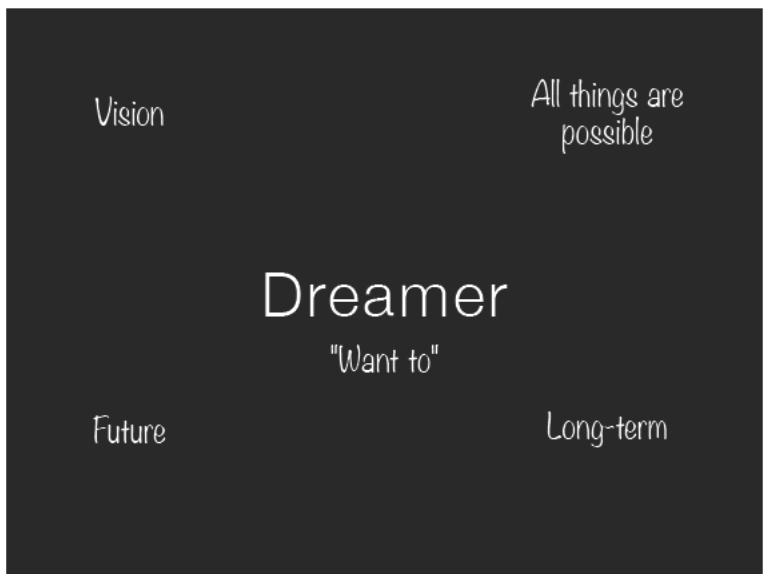 Vision
All things are
possible
Dreamer
"Want to"
Future
Long-term